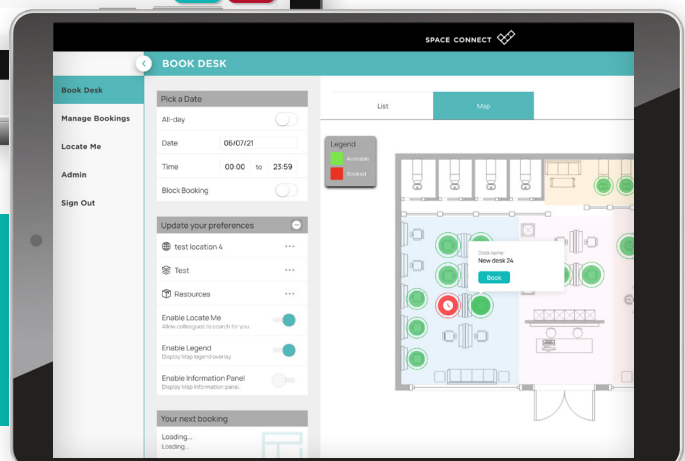 SPACE CONNECT
BOOK DESK
Book Desk
Manage Bookings
Locate Me
Admin
Sign Out
Pick a Date
All-day
Date 06/07/21
Time 00:00 to 23:59
Block Booking
Update your preferences
test location 4
Test
Resources
Enable Locate Me
Allow colleagues to search for you.
Enable Legend
Display Map legend overlay.
Enable Information Panel
Display Map information panel.
Your next booking
Loading...
Loading...
List
Map
Legend
Available
Booked
Desk name:
New desk 24
Book